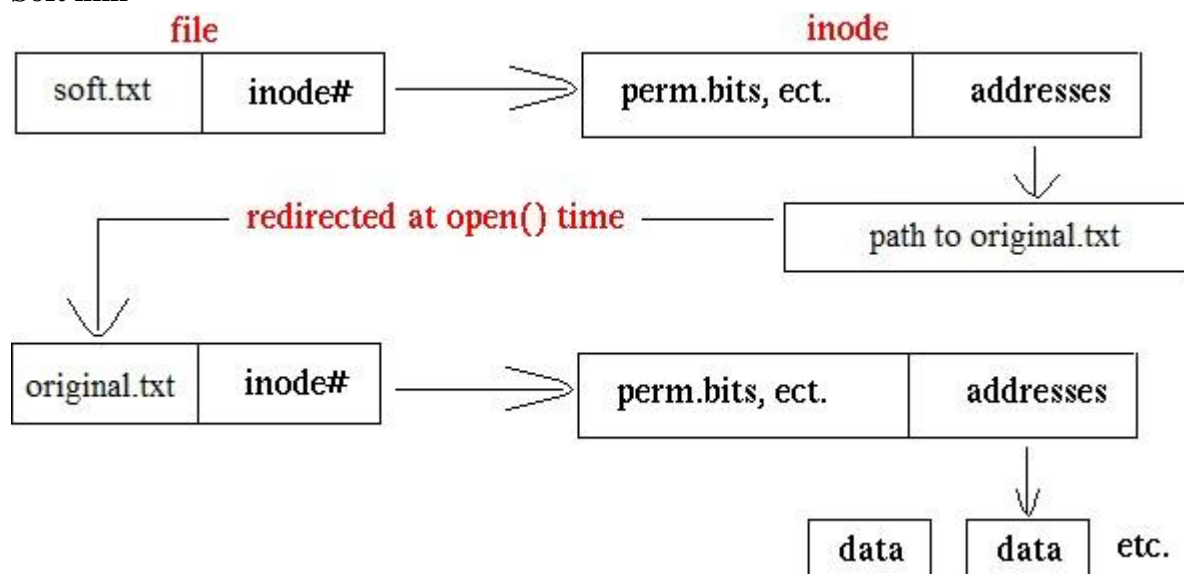 file
inode
soft.txt
inode#
perm.bits, ect.
addresses
redirected at open() time
path to original.txt
original.txt
inode#
perm.bits, ect.
addresses
data
data
etc.